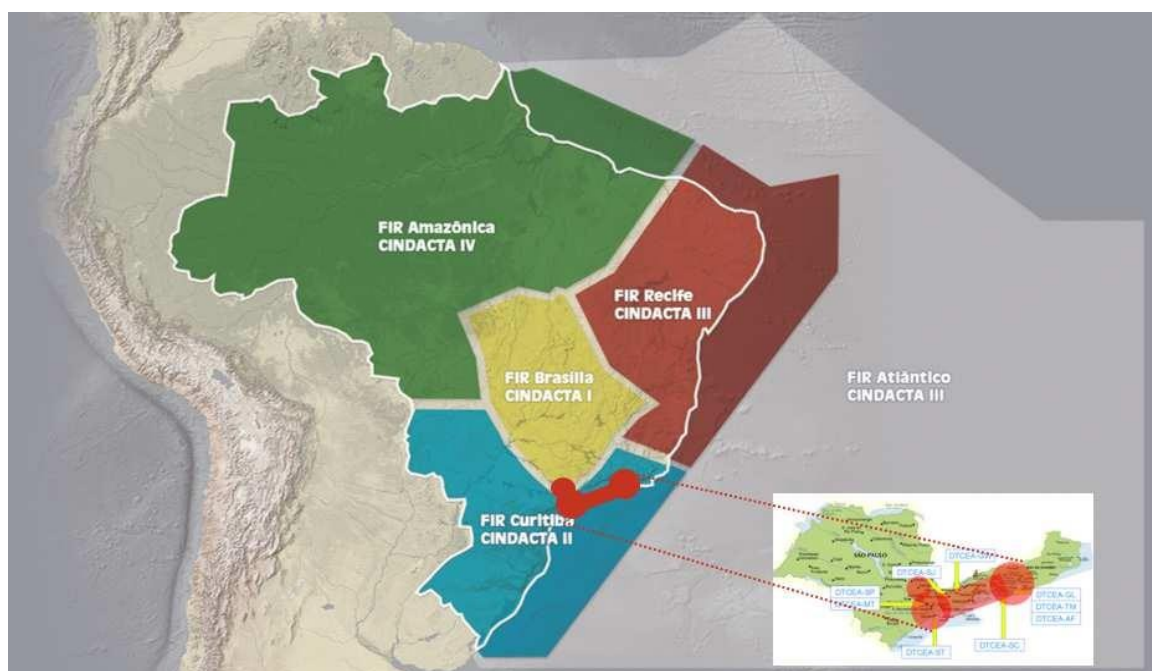 FIR Amazônica
CINDACTA IV
FIR Recife
CINDACTA III
FIR Brasília
CINDACTA I
FIR Atlântico
CINDACTA III
FIR Curitiba
CINDACTA II
SÃO PAULO
DTCEA-SJ
DTCEA-SP
DTCEA-MT
DTCEA-GL
DTCEA-TM
DTCEA-AF
DTCEA-ST
DTCEA-SC